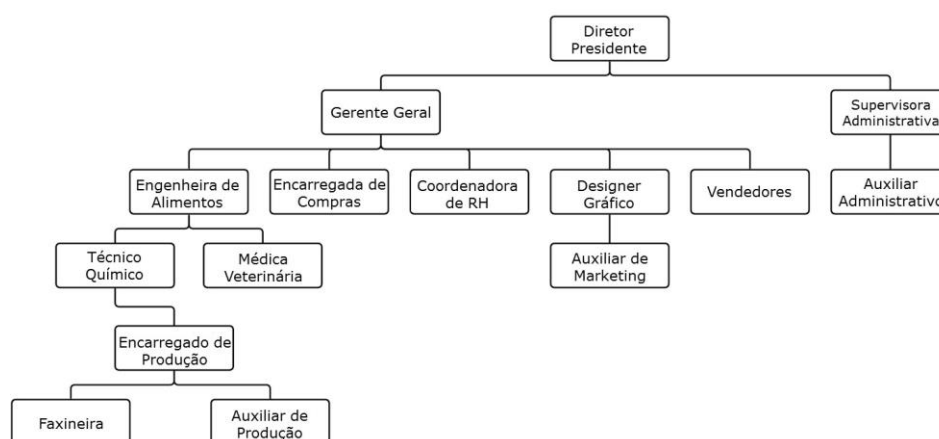 Diretor
Presidente
Gerente Geral
Supervisora
Administrativa
Engenheira de
Alimentos
Encarregada de
Compras
Coordenadora
de RH
Designer
Gráfico
Vendedores
Auxiliar
Administrativo
Técnico
Químico
Médica
Veterinária
Auxiliar de
Marketing
Encarregado de
Produção
Faxineira
Auxiliar de
Produção